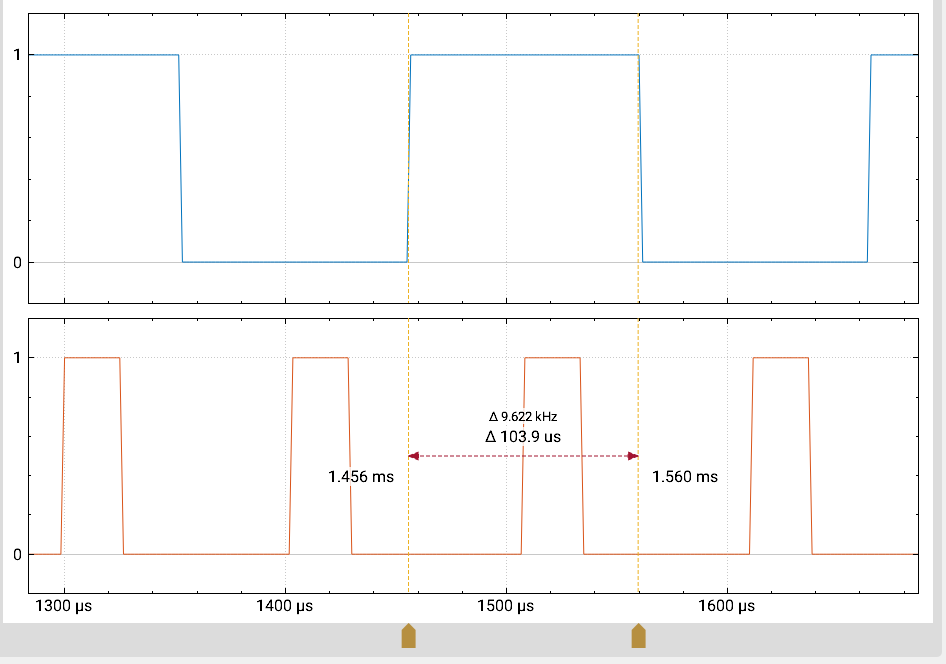 1
0
1
Δ 9.622 kHz
Δ 103.9 us
1.456 ms
1.560 ms
0
1300 µs
1400 µs
1500 µs
1600 µs